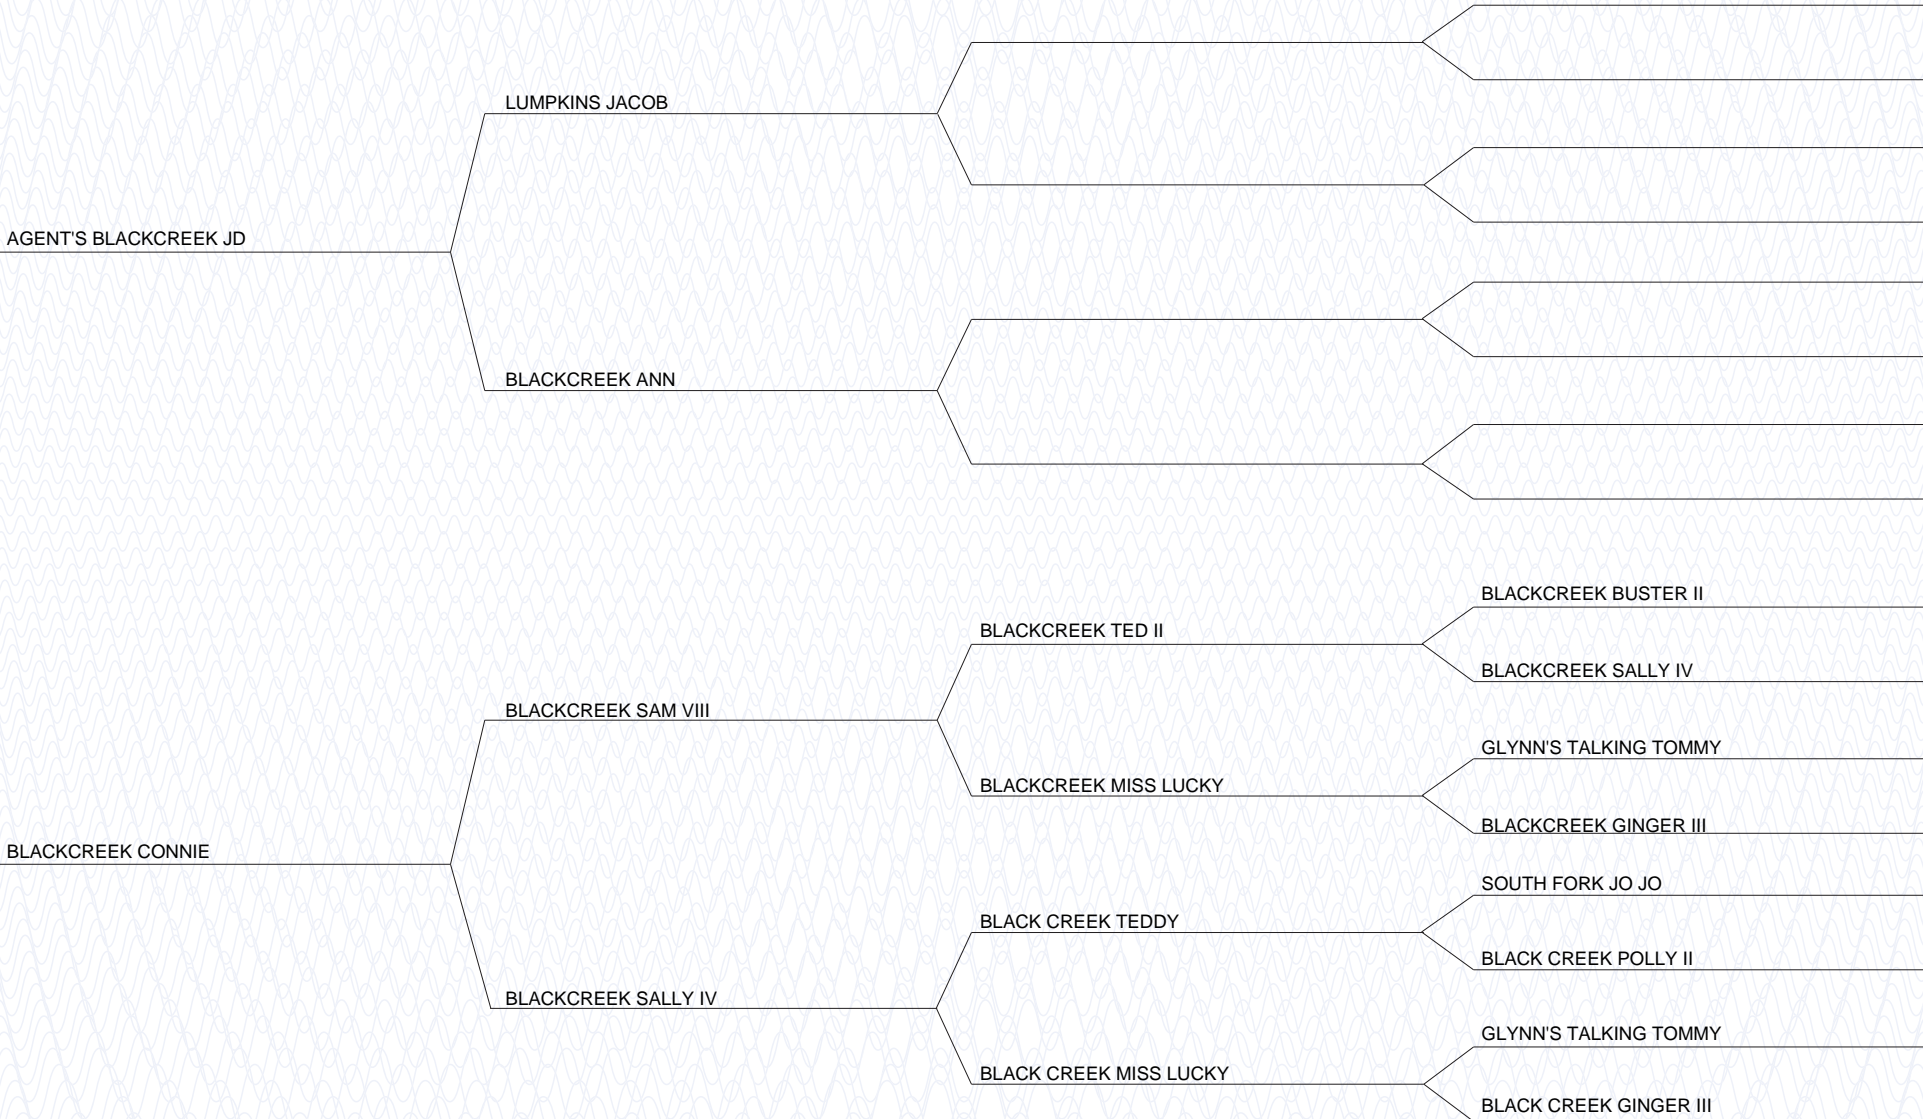 LUMPKINS JACOB
AGENT'S BLACKCREEK JD
BLACKCREEK ANN
BLACKCREEK BUSTER II
BLACKCREEK TED II
BLACKCREEK SALLY IV
BLACKCREEK SAM VIII
GLYNN'S TALKING TOMMY
BLACKCREEK MISS LUCKY
BLACKCREEK GINGER III
BLACKCREEK CONNIE
SOUTH FORK JO JO
BLACK CREEK TEDDY
BLACK CREEK POLLY II
BLACKCREEK SALLY IV
GLYNN'S TALKING TOMMY
BLACK CREEK MISS LUCKY
BLACK CREEK GINGER III